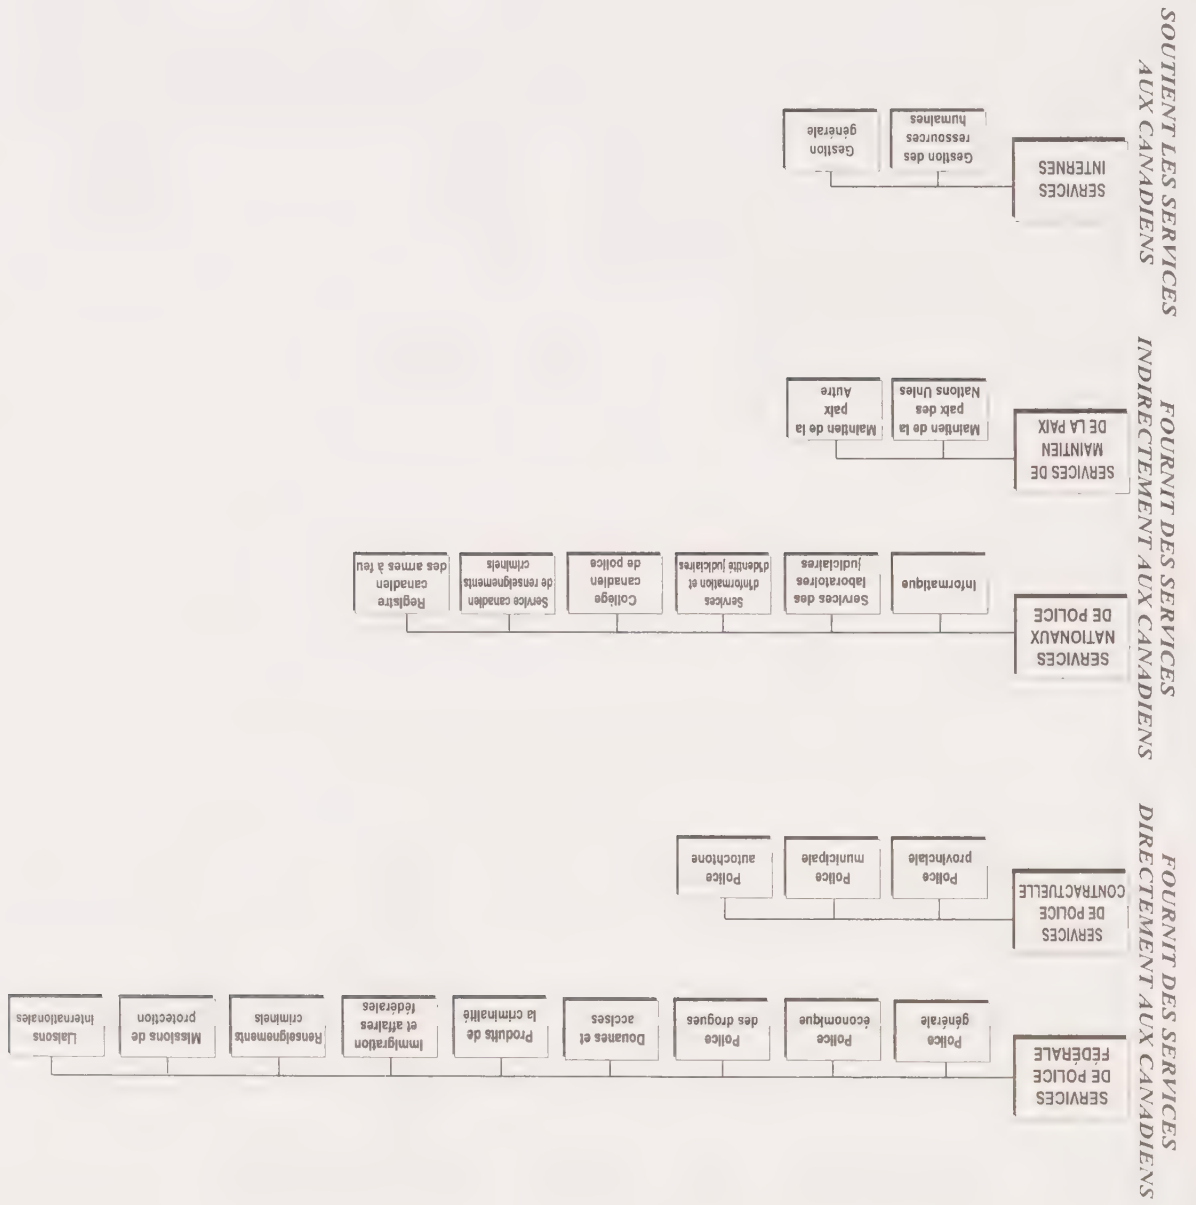 FOURNIT DES SERVICES
DIRECTEMENT AUX CANADIENS
SERVICES
DE POLICE
FÉDÉRALE
Police
générale
Police
économique
Police
des drogues
Douanes et
accises
Produits de
la criminalité
Immigration
et affaires
fédérales
Renseignements
criminels
Missions de
protection
Liaisons
internationales
SERVICES
DE POLICE
CONTRACTUELLE
Police
provinciale
Police
municipale
Police
autochtone
FOURNIT DES SERVICES
INDIRECTEMENT AUX CANADIENS
SERVICES
NATIONAUX
DE POLICE
Informatique
Services des
laboratoires
judiciaires
Services
d'information et
d'identité judiciaires
Collège
canadien
de police
Service canadien
de renseignements
criminels
Registre
canadien
des armes à feu
SERVICES DE
MAINTIEN
DE LA PAIX
Maintien de la
paix des
Nations Unies
Maintien de la
paix
Autre
SOUTIENT LES SERVICES
AUX CANADIENS
SERVICES
INTERNES
Gestion des
ressources
humaines
Gestion
générale